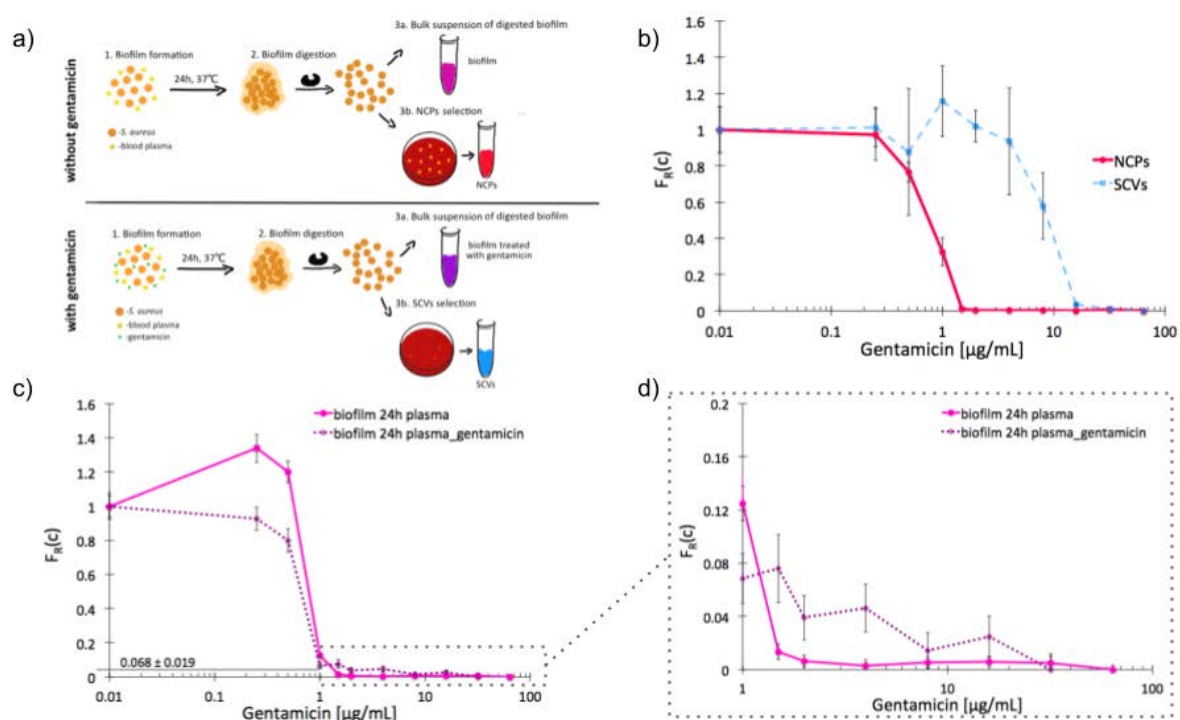 a)
without gentamicin
1. Biofilm formation
24h, 37℃
-S. aureus
-blood plasma
2. Biofilm digestion
3a. Bulk suspension of digested biofilm
biofilm
3b. NCPs selection
NCPs
with gentamicin
1. Biofilm formation
24h, 37℃
-S. aureus
-blood plasma
-gentamicin
2. Biofilm digestion
3a. Bulk suspension of digested biofilm
biofilm treated
with gentamicin
3b. SCVs selection
SCVs
b)
1.6
1.4
1.2
1
0.8
0.6
0.4
0.2
0
FR(c)
0.01
0.1
1
10
100
Gentamicin [µg/mL]
NCPs
SCVs
c)
1.6
1.4
1.2
1
0.8
0.6
0.4
0.2
0
FR(c)
0.068 ± 0.019
0.01
0.1
1
10
100
Gentamicin [µg/mL]
biofilm 24h plasma
biofilm 24h plasma_gentamicin
d)
0.2
0.16
0.12
0.08
0.04
0
FR(c)
1
10
100
Gentamicin [µg/mL]
biofilm 24h plasma
biofilm 24h plasma_gentamicin